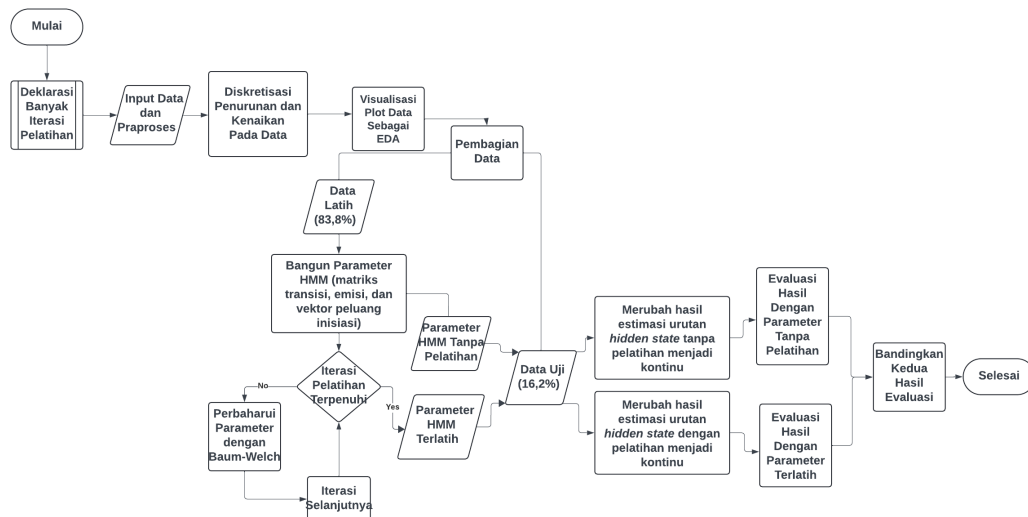 Mulai
Deklarasi
Banyak
Iterasi
Pelatihan
Input Data
dan
Praproses
Diskretisasi
Penurunan dan
Kenaikan
Pada Data
Visualisasi
Plot Data
Sebagai
EDA
Pembagian
Data
Data
Latih
(83,8%)
Bangun Parameter
HMM (matriks
transisi, emisi, dan
vektor peluang
inisiasi)
Parameter
HMM Tanpa
Pelatihan
Iterasi
Pelatihan
Terpenuhi
No
Yes
Perbaharui
Parameter
dengan
Baum-Welch
Iterasi
Selanjutnya
Parameter
HMM
Terlatih
Data Uji
(16,2%)
Merubah hasil
estimasi urutan
hidden state tanpa
pelatihan menjadi
kontinu
Merubah hasil
estimasi urutan
hidden state dengan
pelatihan menjadi
kontinu
Evaluasi
Hasil
Dengan
Parameter
Tanpa
Pelatihan
Evaluasi
Hasil
Dengan
Parameter
Terlatih
Bandingkan
Kedua
Hasil
Evaluasi
Selesai